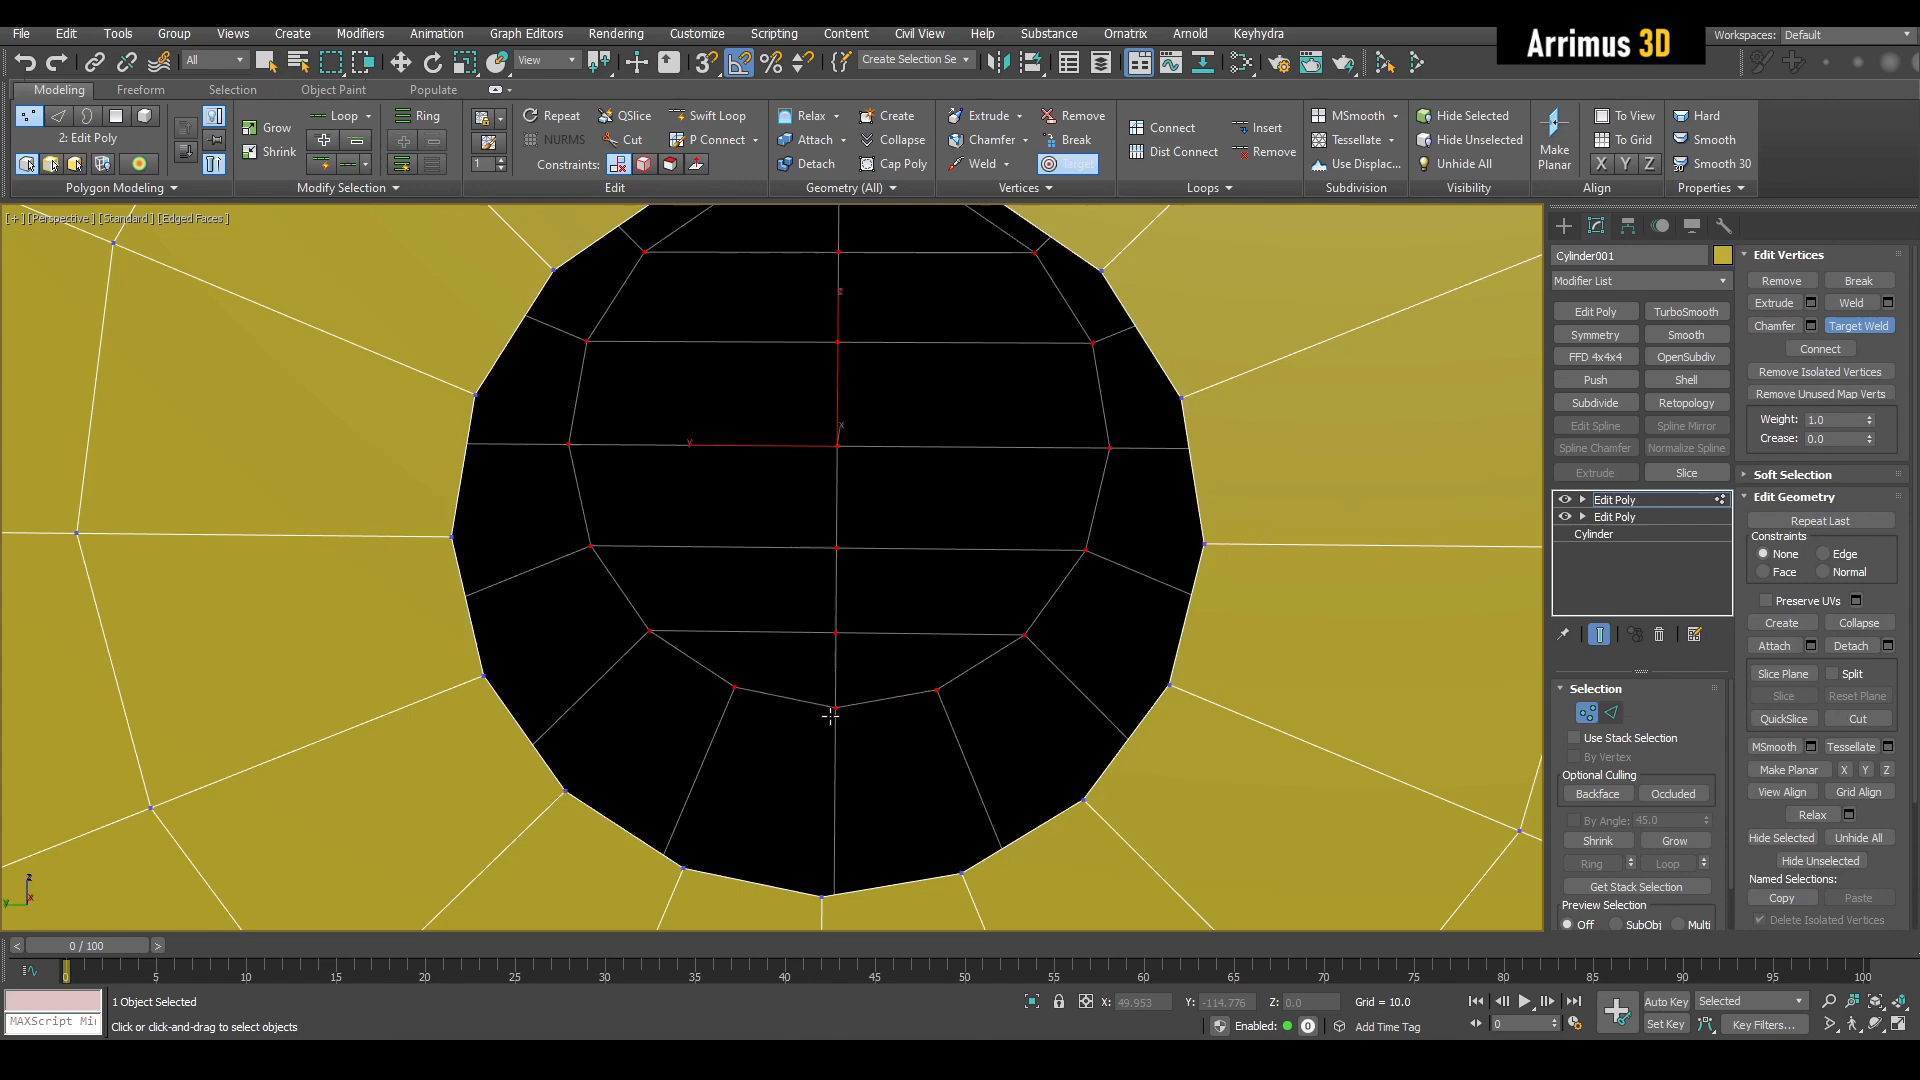 File Edit Tools Group Views Create Modifiers Animation Graph Editors Rendering Customize Scripting Content Civil View Help Substance Ornatrix Arnold Keyhydra
Arrimus 3D
Workspaces: Default
All View Create Selection Se
Modeling Freeform Selection Object Paint Populate
2: Edit Poly
Grow Shrink Loop Ring
Repeat QSlice Swift Loop
NURMS Cut P Connect
1 Constraints:
Relax Create
Attach Collapse
Detach Cap Poly
Extrude Remove
Chamfer Break
Weld Target
Connect Insert
Dist Connect Remove
MSmooth Tessellate Use Displac...
Hide Selected Hide Unselected Unhide All
Make Planar To View To Grid X Y Z
Hard Smooth Smooth 30
Polygon Modeling Modify Selection Edit Geometry (All) Vertices Loops Subdivision Visibility Align Properties
[+] [Perspective] [Standard] [Edged Faces]
z
x
y
z
y x
Cylinder001
Modifier List
Edit Poly TurboSmooth
Symmetry Smooth
FFD 4x4x4 OpenSubdiv
Push Shell
Subdivide Retopology
Edit Spline Spline Mirror
Spline Chamfer Normalize Spline
Extrude Slice
Edit Poly
Edit Poly
Cylinder
Selection
Use Stack Selection
By Vertex
Optional Culling
Backface Occluded
By Angle: 45.0
Shrink Grow
Ring Loop
Get Stack Selection
Preview Selection
Off SubObj Multi
Edit Vertices
Remove Break
Extrude Weld
Chamfer Target Weld
Connect
Remove Isolated Vertices
Remove Unused Map Verts
Weight: 1.0
Crease: 0.0
Soft Selection
Edit Geometry
Repeat Last
Constraints
None Edge
Face Normal
Preserve UVs
Create Collapse
Attach Detach
Slice Plane Split
Slice Reset Plane
QuickSlice Cut
MSmooth Tessellate
Make Planar X Y Z
View Align Grid Align
Relax
Hide Selected Unhide All
Hide Unselected
Named Selections:
Copy Paste
Delete Isolated Vertices
< 0 / 100 >
0 5 10 15 20 25 30 35 40 45 50 55 60 65 70 75 80 85 90 95 100
1 Object Selected
X: 49.953 Y: -114.776 Z: 0.0 Grid = 10.0
Auto Key Selected
MAXScript Mi
Click or click-and-drag to select objects
Enabled: 0 Add Time Tag
0 Set Key Key Filters...